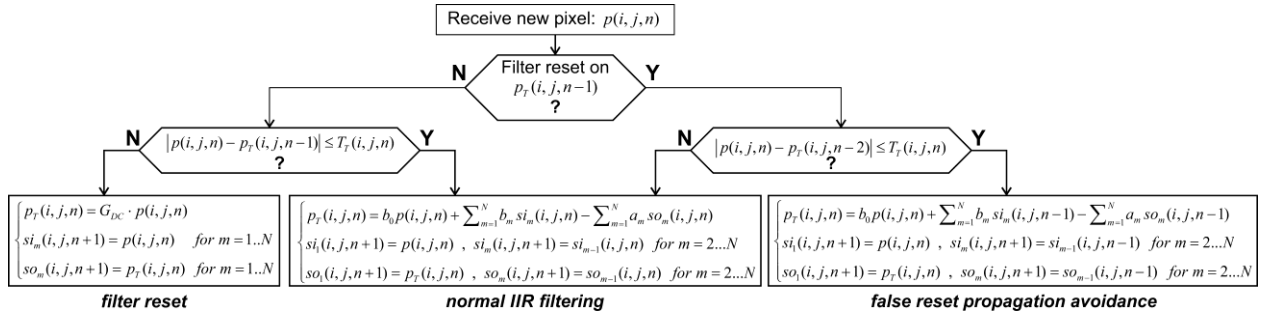 Receive new pixel: p(i, j, n)
N
Filter reset on
p_T(i, j, n−1)
?
Y
N
|p(i, j, n) − p_T(i, j, n−1)| ≤ T_T(i, j, n)
?
Y
N
|p(i, j, n) − p_T(i, j, n−2)| ≤ T_T(i, j, n)
?
Y
p_T(i, j, n) = G_DC · p(i, j, n)
si_m(i, j, n+1) = p(i, j, n) for m = 1..N
so_m(i, j, n+1) = p_T(i, j, n) for m = 1..N
filter reset
p_T(i, j, n) = b_0 p(i, j, n) + ∑_{m=1}^{N} b_m si_m(i, j, n) − ∑_{m=1}^{N} a_m so_m(i, j, n)
si_1(i, j, n+1) = p(i, j, n) , si_m(i, j, n+1) = si_{m−1}(i, j, n) for m = 2...N
so_1(i, j, n+1) = p_T(i, j, n) , so_m(i, j, n+1) = so_{m−1}(i, j, n) for m = 2...N
normal IIR filtering
p_T(i, j, n) = b_0 p(i, j, n) + ∑_{m=1}^{N} b_m si_m(i, j, n−1) − ∑_{m=1}^{N} a_m so_m(i, j, n−1)
si_1(i, j, n+1) = p(i, j, n) , si_m(i, j, n+1) = si_{m−1}(i, j, n−1) for m = 2...N
so_1(i, j, n+1) = p_T(i, j, n) , so_m(i, j, n+1) = so_{m−1}(i, j, n−1) for m = 2...N
false reset propagation avoidance